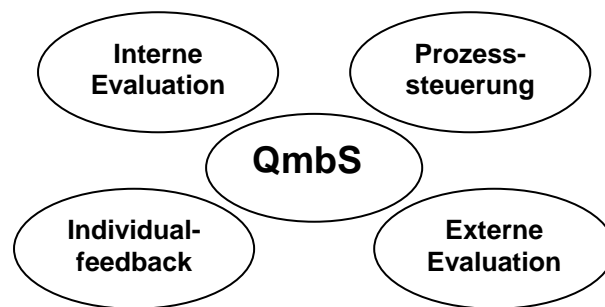 Interne
Evaluation
Prozess-
steuerung
QmbS
Individual-
feedback
Externe
Evaluation